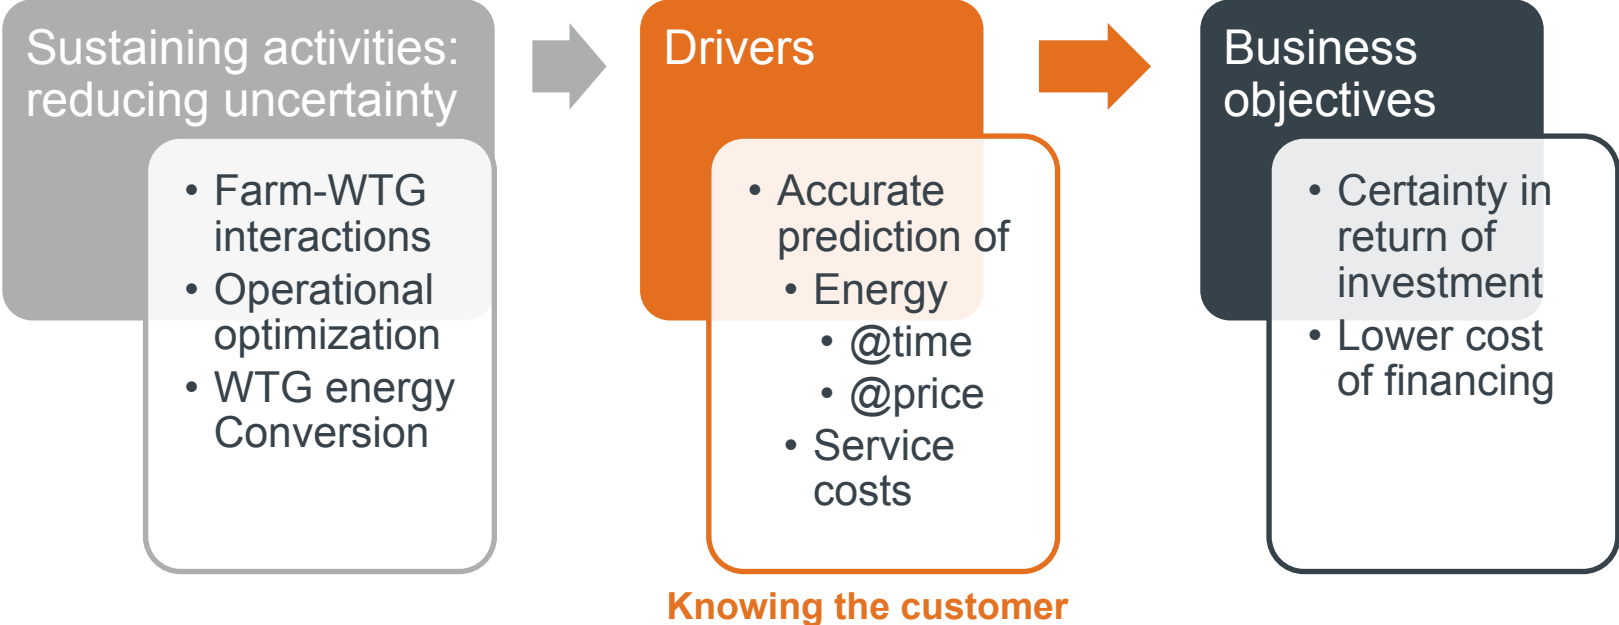 Sustaining activities:
reducing uncertainty
• Farm-WTG
interactions
• Operational
optimization
• WTG energy
Conversion
Drivers
• Accurate
prediction of
• Energy
• @time
• @price
• Service
costs
Knowing the customer
Business
objectives
• Certainty in
return of
investment
• Lower cost
of financing